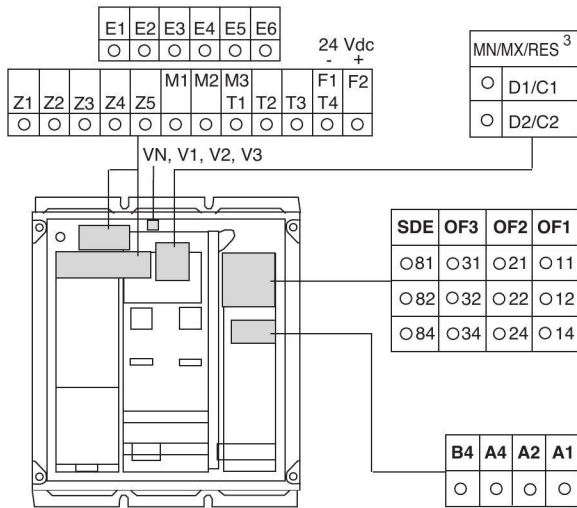 E1 E2 E3 E4 E5 E6
24 Vdc
- +
Z1 Z2 Z3 Z4 Z5 M1 M2 M3 T1 T2 T3 F1 T4 F2
VN, V1, V2, V3
MN/MX/RES 3
D1/C1
D2/C2
SDE OF3 OF2 OF1
81 31 21 11
82 32 22 12
84 34 24 14
B4 A4 A2 A1